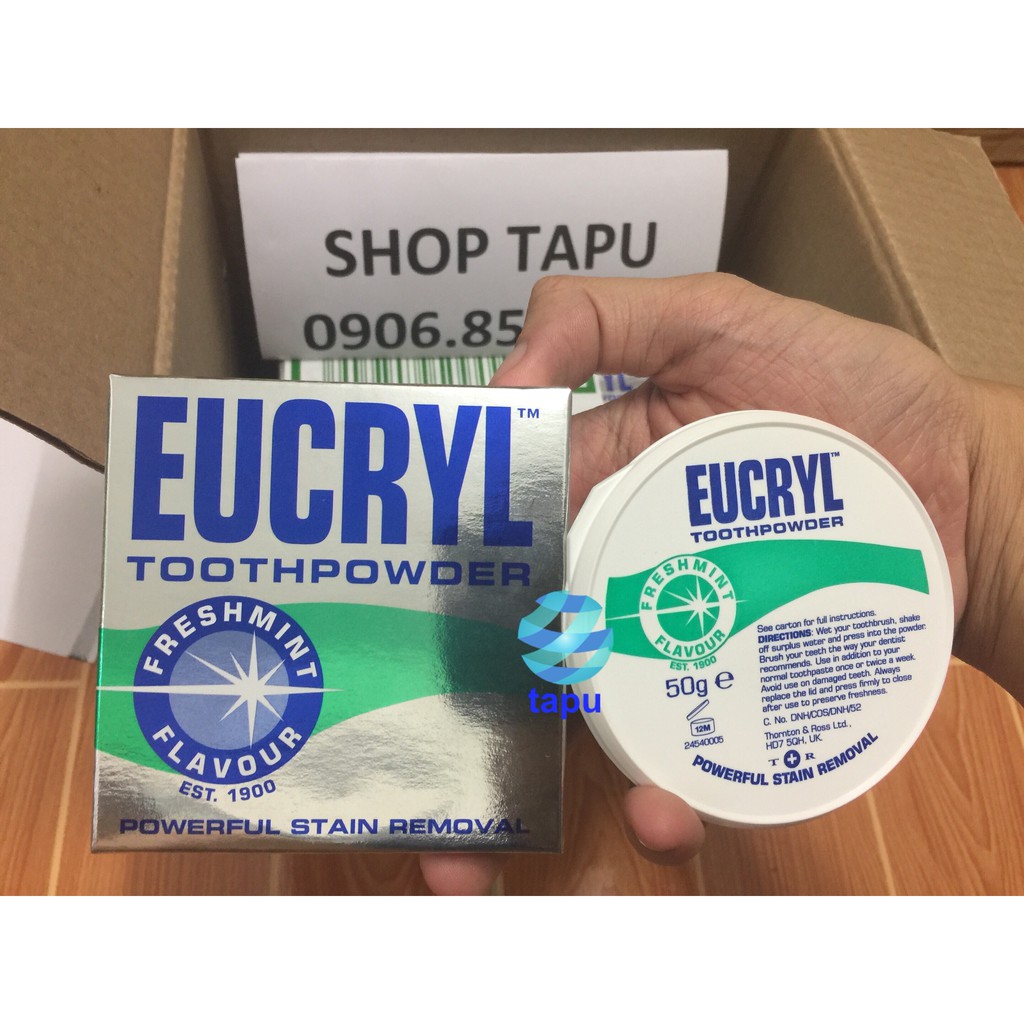 SHOP TAPU
0906.85
EUCRYL™
TOOTHPOWDER
FRESHMINT
FLAVOUR
EST. 1900
POWERFUL STAIN REMOVAL
tapu
EUCRYL™
TOOTHPOWDER
FRESHMINT
FLAVOUR
EST. 1900
50g e
12M
24540005
See carton for full instructions.
DIRECTIONS: Wet your toothbrush, shake
off surplus water and press into the powder.
Brush your teeth the way your dentist
recommends. Use in addition to your
normal toothpaste once or twice a week.
Avoid use on damaged teeth. Always
replace the lid and press firmly to close
after use to preserve freshness.
C. No. DNH/COS/DNH/52
Thornton & Ross Ltd.,
HD7 5QH, UK.
T R
POWERFUL STAIN REMOVAL